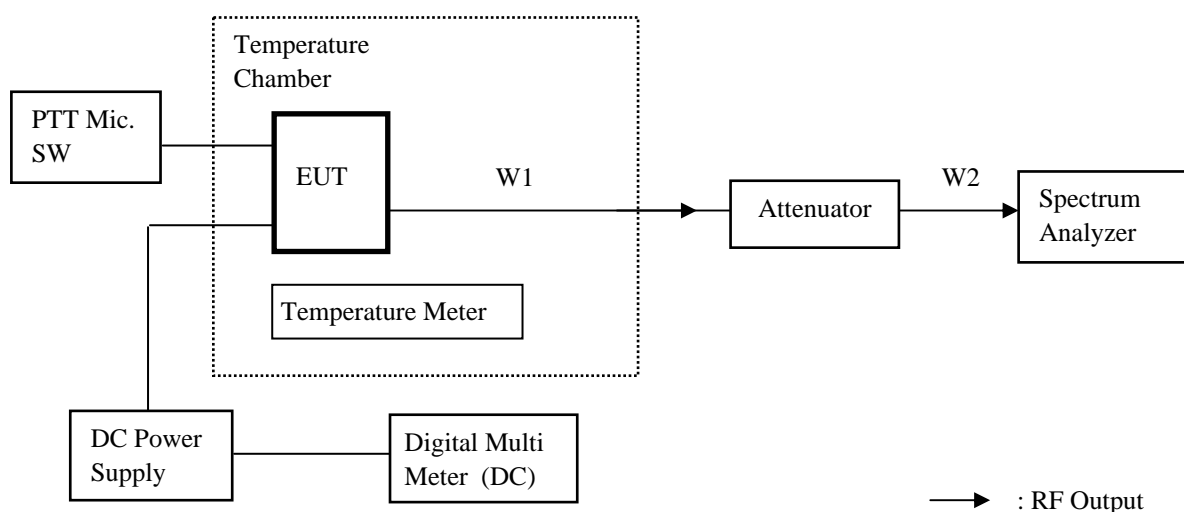 Temperature
Chamber
PTT Mic.
SW
EUT
W1
Attenuator
W2
Spectrum
Analyzer
Temperature Meter
DC Power
Supply
Digital Multi
Meter (DC)
: RF Output